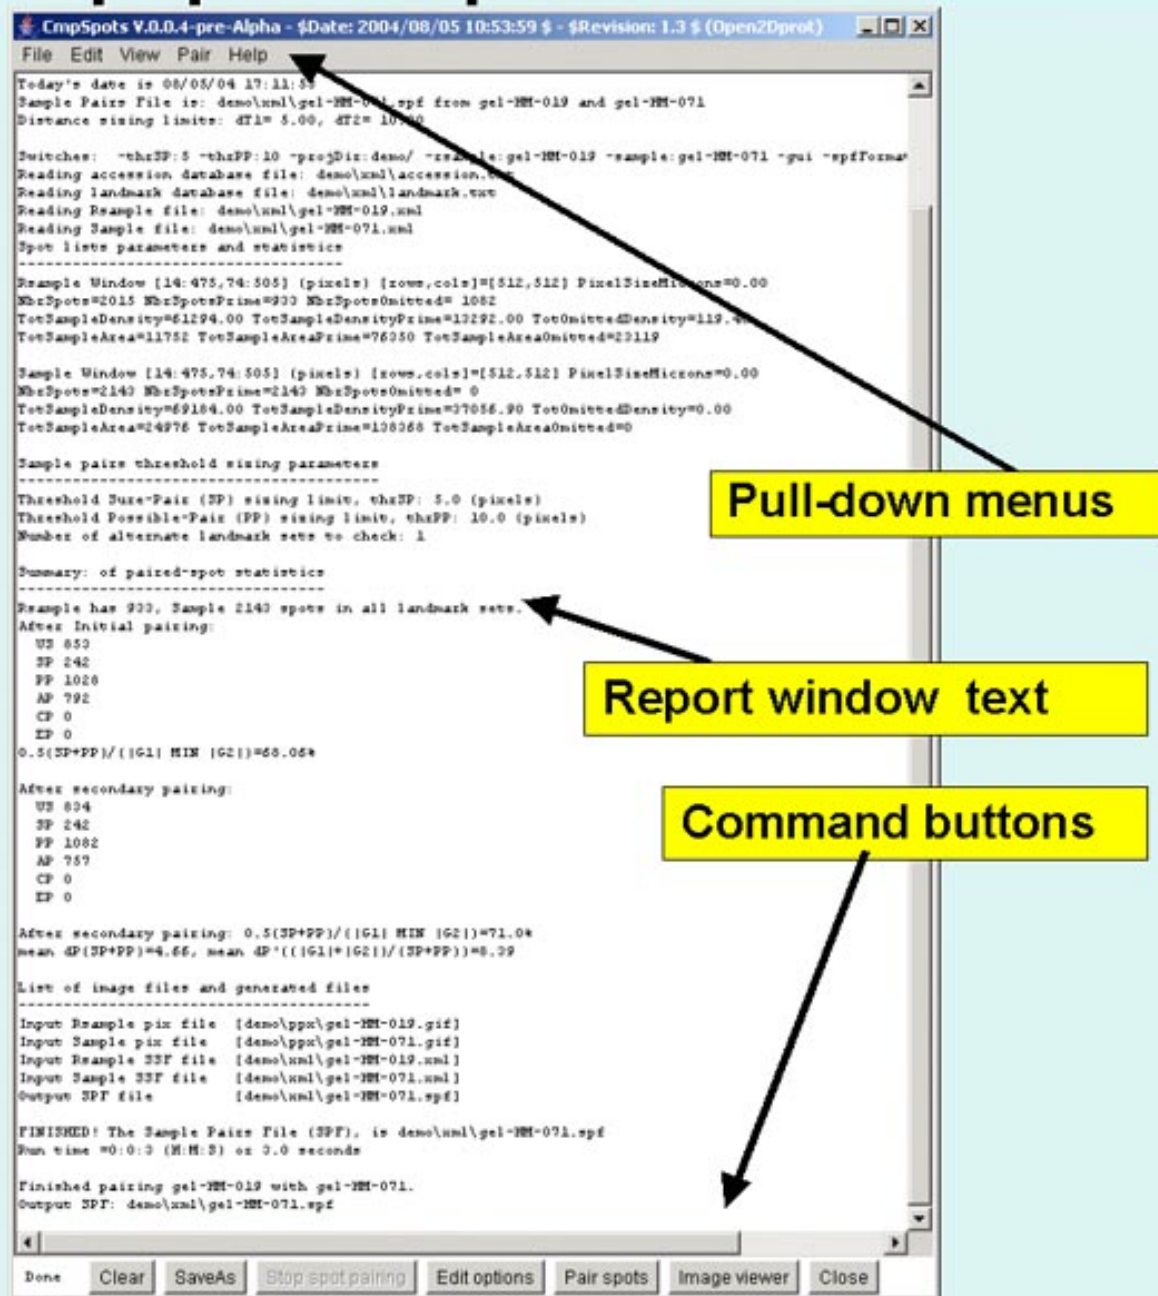 CmpSpots V.0.0.4-pre-Alpha - $Date: 2004/08/05 10:53:59 $ - $Revision: 1.3 $ (Open2Dprot)
File Edit View Pair Help
Today's date is 08/05/04 17:11:58
Sample Pairs File is: demo\xml\gel-HM-071.spf from gel-HM-019 and gel-HM-071
Distance sizing limits: dT1= 5.00, dT2= 10.00
Switches: -thrSP:5 -thrPP:10 -projDir:demo/ -rsample:gel-HM-019 -sample:gel-HM-071 -gui -spfFormat
Reading accession database file: demo\xml\accession.txt
Reading landmark database file: demo\xml\landmark.txt
Reading Rsample file: demo\xml\gel-HM-019.xml
Reading Sample file: demo\xml\gel-HM-071.xml
Spot lists parameters and statistics
------------------------------------
Rsample Window [14:475,74:505] (pixels) [rows,cols]=[512,512] PixelSizeMicrons=0.00
NbrSpots=2015 NbrSpotsPrime=933 NbrSpotsOmitted= 1082
TotSampleDensity=61294.00 TotSampleDensityPrime=13292.00 TotOmittedDensity=119.4
TotSampleArea=11752 TotSampleAreaPrime=76350 TotSampleAreaOmitted=23119
Sample Window [14:475,74:505] (pixels) [rows,cols]=[512,512] PixelSizeMicrons=0.00
NbrSpots=2143 NbrSpotsPrime=2143 NbrSpotsOmitted= 0
TotSampleDensity=69184.00 TotSampleDensityPrime=37056.90 TotOmittedDensity=0.00
TotSampleArea=24976 TotSampleAreaPrime=138368 TotSampleAreaOmitted=0
Sample pairs threshold sizing parameters
----------------------------------------
Threshold Sure-Pair (SP) sizing limit, thrSP: 5.0 (pixels)
Threshold Possible-Pair (PP) sizing limit, thrPP: 10.0 (pixels)
Number of alternate landmark sets to check: 1
Pull-down menus
Summary: of paired-spot statistics
----------------------------------
Rsample has 933, Sample 2143 spots in all landmark sets.
After Initial pairing:
US 853
SP 242
PP 1028
AP 792
CP 0
EP 0
0.5(SP+PP)/(|G1| MIN |G2|)=68.06%
Report window text
After secondary pairing:
US 834
SP 242
PP 1082
AP 757
CP 0
EP 0
Command buttons
After secondary pairing: 0.5(SP+PP)/(|G1| MIN |G2|)=71.0%
mean dP(SP+PP)=4.66, mean dP*((|G1|+|G2|)/(SP+PP))=8.39
List of image files and generated files
---------------------------------------
Input Rsample pix file [demo\ppx\gel-HM-019.gif]
Input Sample pix file [demo\ppx\gel-HM-071.gif]
Input Rsample SSF file [demo\xml\gel-HM-019.xml]
Input Sample SSF file [demo\xml\gel-HM-071.xml]
Output SPF file [demo\xml\gel-HM-071.spf]
FINISHED! The Sample Pairs File (SPF), is demo\xml\gel-HM-071.spf
Run time =0:0:3 (H:M:S) or 3.0 seconds
Finished pairing gel-HM-019 with gel-HM-071.
Output SPF: demo\xml\gel-HM-071.spf
Done Clear SaveAs Stop spot pairing Edit options Pair spots Image viewer Close